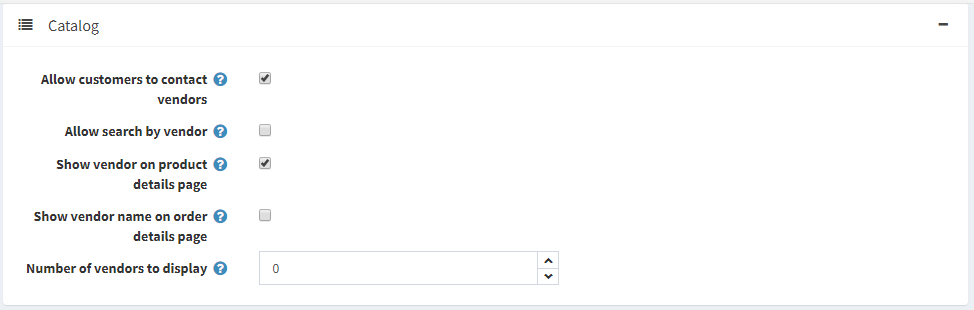 Catalog
Allow customers to contact
vendors
Allow search by vendor
Show vendor on product
details page
Show vendor name on order
details page
Number of vendors to display
0